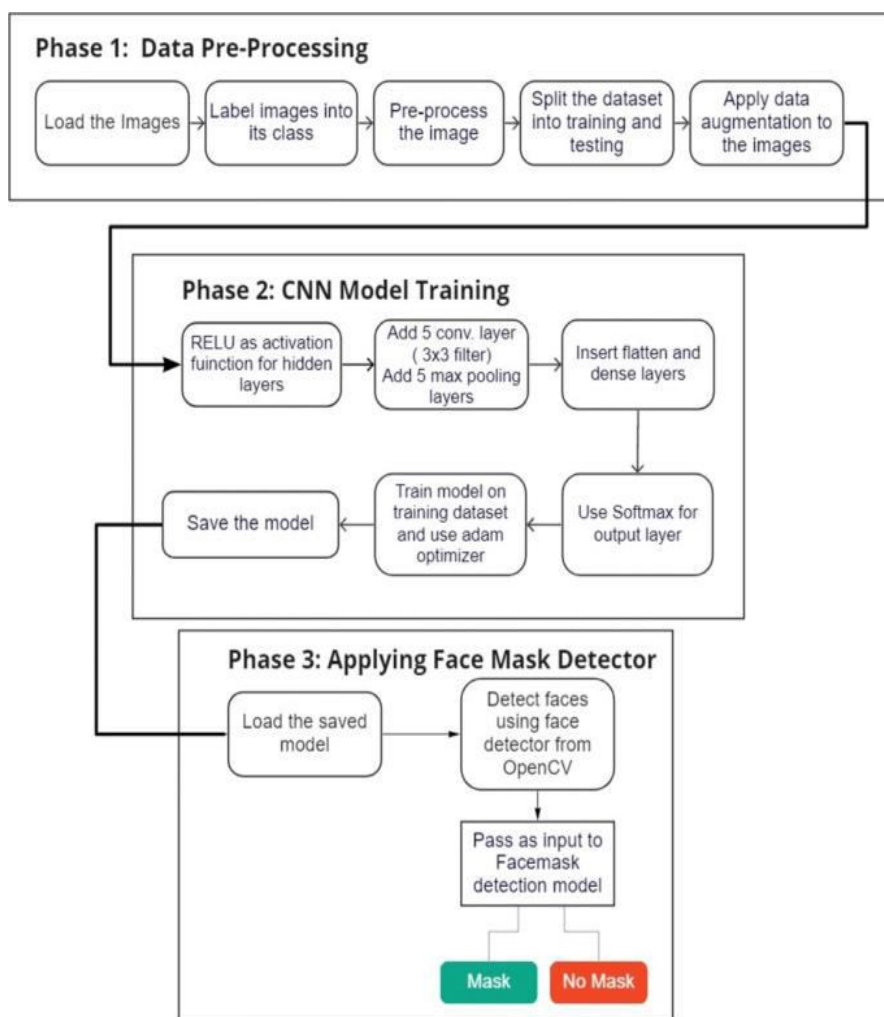 Phase 1:  Data Pre-Processing
Load the Images
Label images into
its class
Pre-process
the image
Split the dataset
into training and
testing
Apply data
augmentation to
the images
Phase 2: CNN Model Training
RELU as activation
fuinction for hidden
layers
Add 5 conv. layer
( 3x3 filter)
Add 5 max pooling
layers
Insert flatten and
dense layers
Use Softmax for
output layer
Train model on
training dataset
and use adam
optimizer
Save the model
Phase 3: Applying Face Mask Detector
Load the saved
model
Detect faces
using face
detector from
OpenCV
Pass as input to
Facemask
detection model
Mask
No Mask